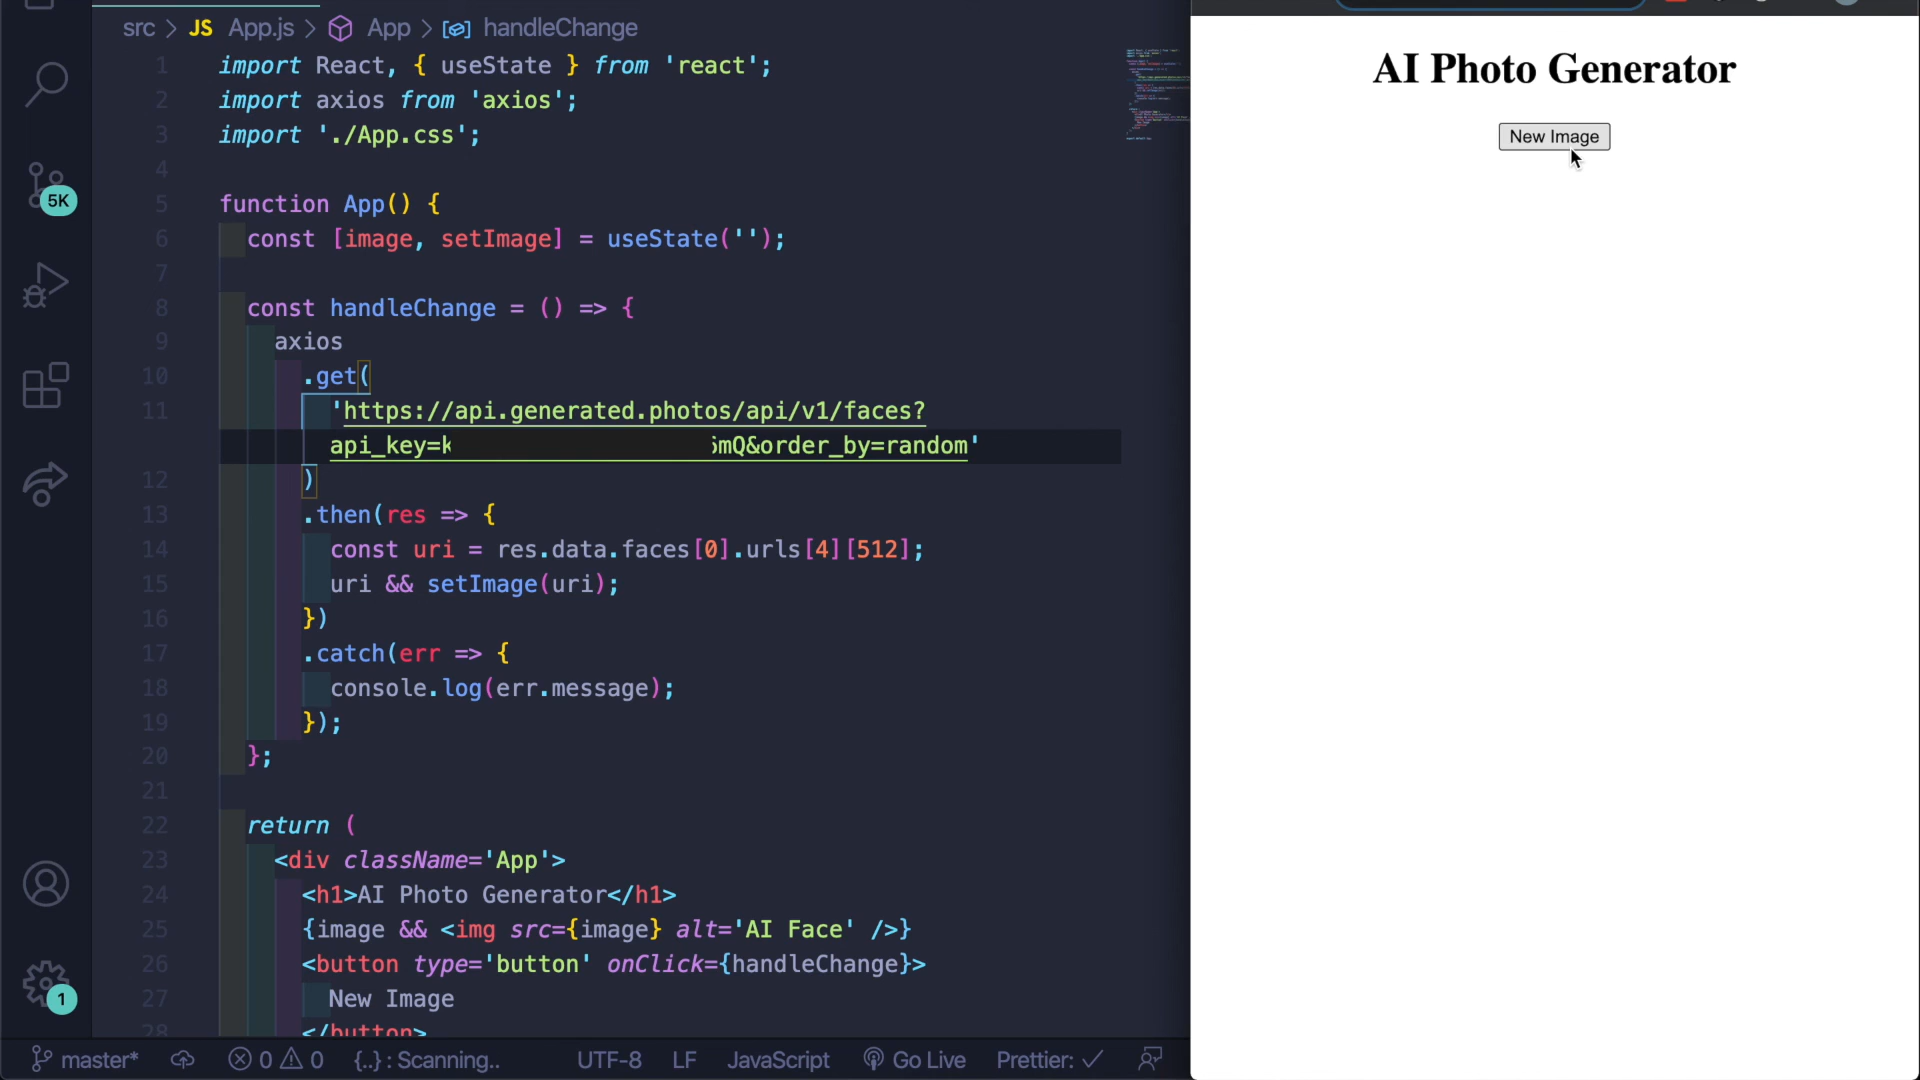 src > JS App.js > App > handleChange
1 import React, { useState } from 'react';
2 import axios from 'axios';
3 import './App.css';
4
5 function App() {
6 const [image, setImage] = useState('');
7
8 const handleChange = () => {
9 axios
10 .get(
11 'https://api.generated.photos/api/v1/faces?
api_key=k mQ&order_by=random'
12 )
13 .then(res => {
14 const uri = res.data.faces[0].urls[4][512];
15 uri && setImage(uri);
16 })
17 .catch(err => {
18 console.log(err.message);
19 });
20 };
21
22 return (
23 <div className='App'>
24 <h1>AI Photo Generator</h1>
25 {image && <img src={image} alt='AI Face' />}
26 <button type='button' onClick={handleChange}>
27 New Image
28 </button>
5K
1
master* 0 0 {..} : Scanning.. UTF-8 LF JavaScript Go Live Prettier: ✓
AI Photo Generator
New Image